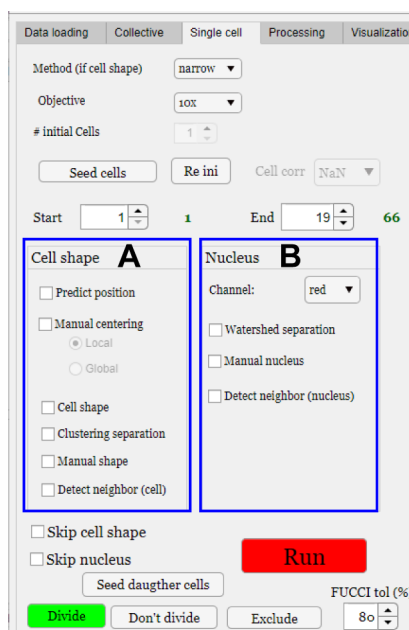 Data loading Collective Single cell Processing Visualizatio
Method (if cell shape) narrow
Objective 10x
# initial Cells 1
Seed cells Re ini Cell corr NaN
Start 1 1 End 19 66
Cell shape A Nucleus B
Predict position Channel: red
Manual centering Watershed separation
Local
Manual nucleus
Global
Detect neighbor (nucleus)
Cell shape
Clustering separation
Manual shape
Detect neighbor (cell)
Skip cell shape
Skip nucleus Run
Seed daugther cells FUCCI tol (%
Divide Don't divide Exclude 80